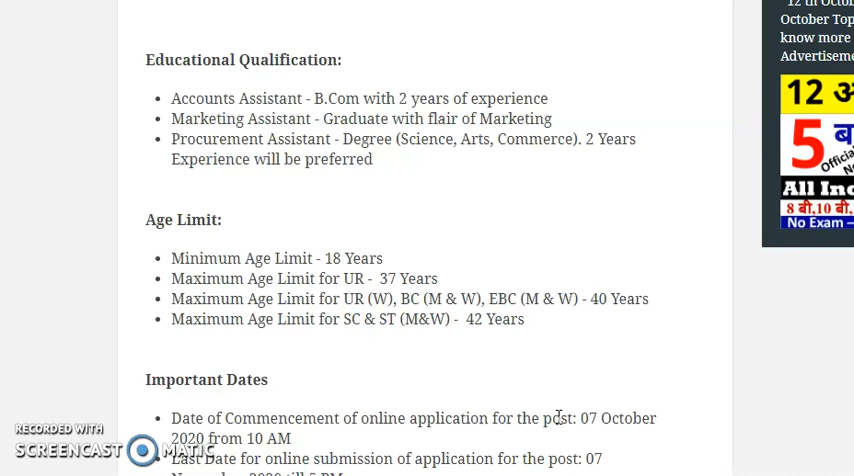 Educational Qualification:
• Accounts Assistant - B.Com with 2 years of experience
• Marketing Assistant - Graduate with flair of Marketing
• Procurement Assistant - Degree (Science, Arts, Commerce). 2 Years
Experience will be preferred
Age Limit:
• Minimum Age Limit - 18 Years
• Maximum Age Limit for UR - 37 Years
• Maximum Age Limit for UR (W), BC (M & W), EBC (M & W) - 40 Years
• Maximum Age Limit for SC & ST (M&W) - 42 Years
Important Dates
• Date of Commencement of online application for the post: 07 October
2020 from 10 AM
• Last Date for online submission of application for the post: 07
October Top
know more
Advertiseme
12
5
All Ind
8 बी,10 बी,
No Exam –
RECORDED WITH
SCREENCAST MATIC